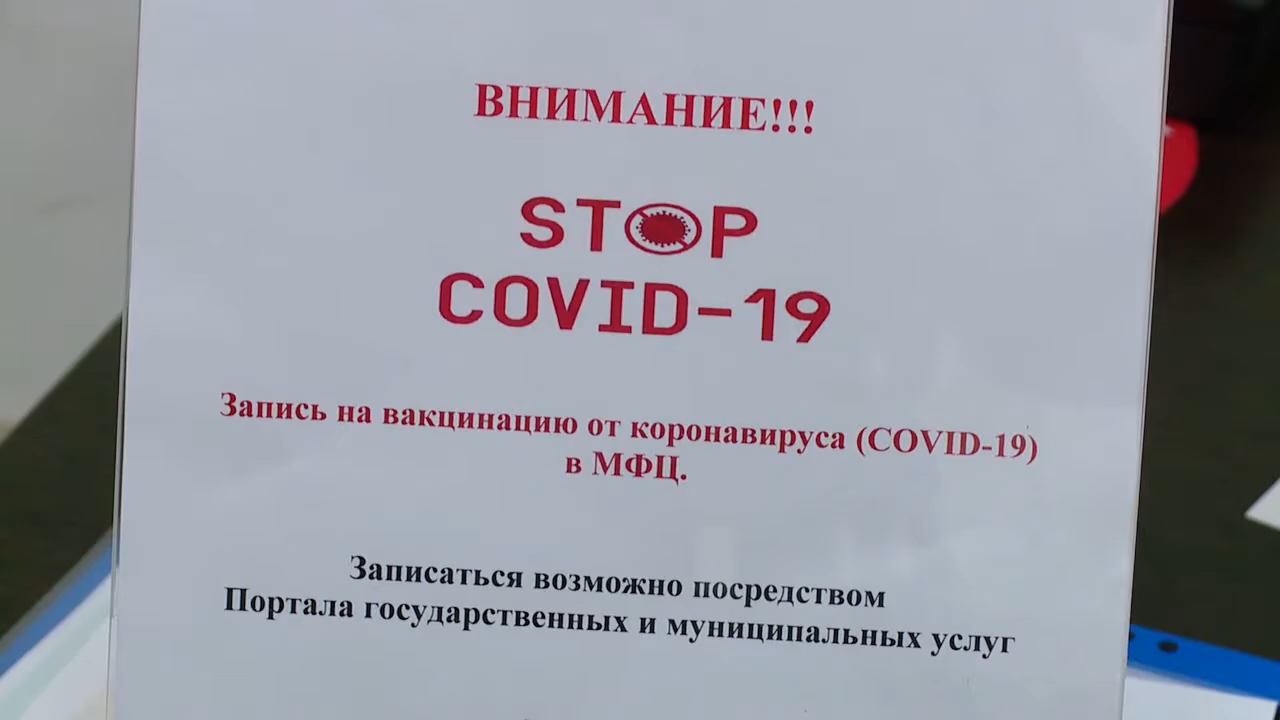 ВНИМАНИЕ!!!
STOP
COVID-19
Запись на вакцинацию от коронавируса (COVID-19)
в МФЦ.
Записаться возможно посредством
Портала государственных и муниципальных услуг